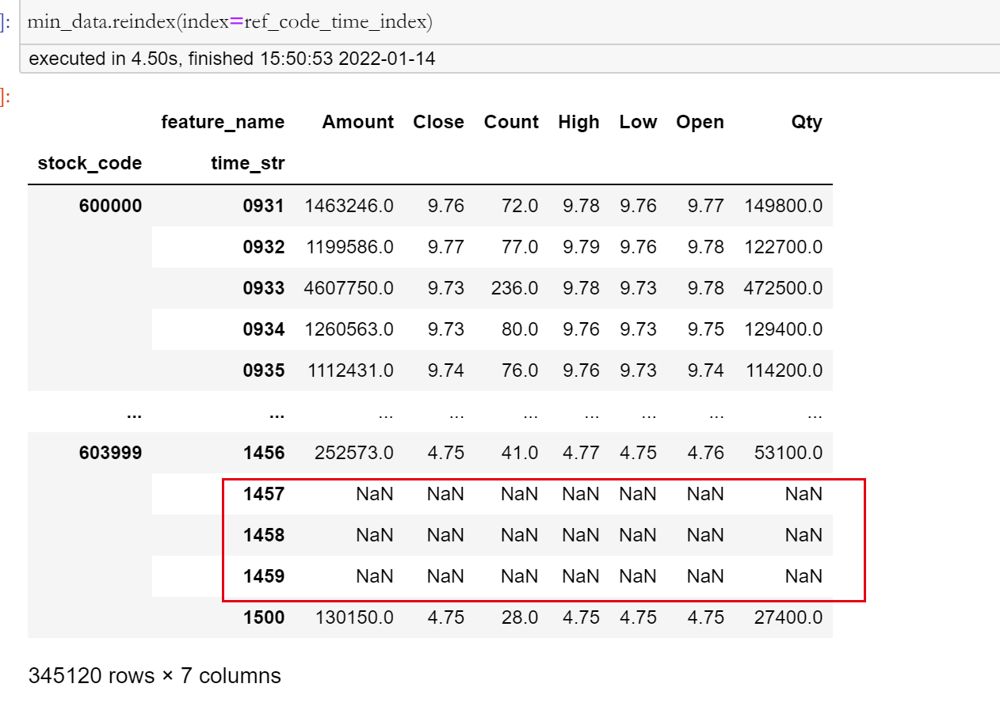 ]: min_data.reindex(index=ref_code_time_index)
executed in 4.50s, finished 15:50:53 2022-01-14
]:
feature_name Amount Close Count High Low Open Qty
stock_code time_str
600000 0931 1463246.0 9.76 72.0 9.78 9.76 9.77 149800.0
0932 1199586.0 9.77 77.0 9.79 9.76 9.78 122700.0
0933 4607750.0 9.73 236.0 9.78 9.73 9.78 472500.0
0934 1260563.0 9.73 80.0 9.76 9.73 9.75 129400.0
0935 1112431.0 9.74 76.0 9.76 9.73 9.74 114200.0
... ... ... ... ... ... ... ... ...
603999 1456 252573.0 4.75 41.0 4.77 4.75 4.76 53100.0
1457 NaN NaN NaN NaN NaN NaN NaN
1458 NaN NaN NaN NaN NaN NaN NaN
1459 NaN NaN NaN NaN NaN NaN NaN
1500 130150.0 4.75 28.0 4.75 4.75 4.75 27400.0
345120 rows × 7 columns